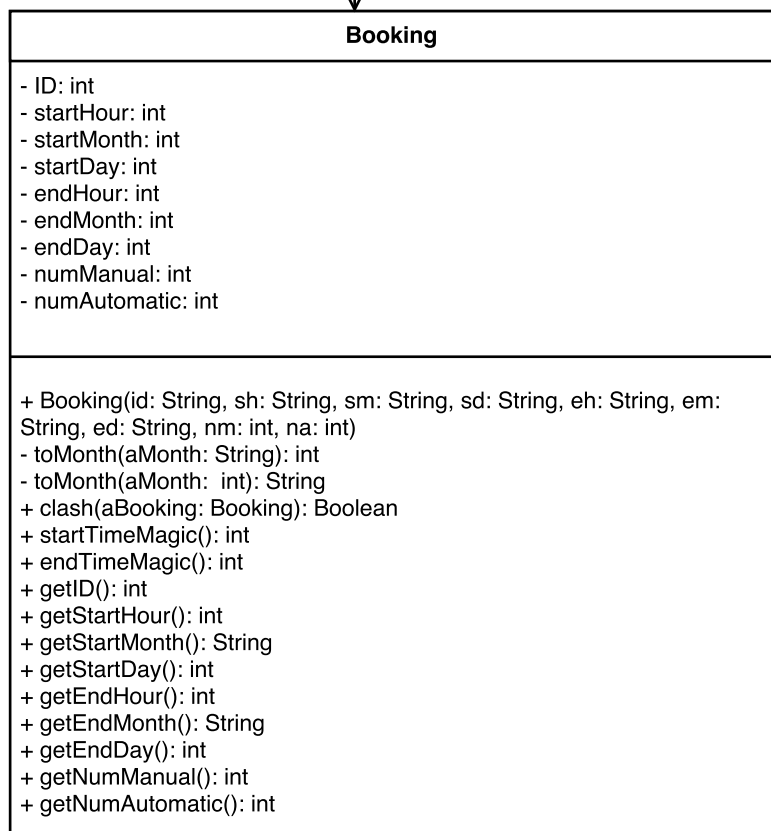 Booking
- ID: int
- startHour: int
- startMonth: int
- startDay: int
- endHour: int
- endMonth: int
- endDay: int
- numManual: int
- numAutomatic: int
+ Booking(id: String, sh: String, sm: String, sd: String, eh: String, em:
String, ed: String, nm: int, na: int)
- toMonth(aMonth: String): int
- toMonth(aMonth:  int): String
+ clash(aBooking: Booking): Boolean
+ startTimeMagic(): int
+ endTimeMagic(): int
+ getID(): int
+ getStartHour(): int
+ getStartMonth(): String
+ getStartDay(): int
+ getEndHour(): int
+ getEndMonth(): String
+ getEndDay(): int
+ getNumManual(): int
+ getNumAutomatic(): int